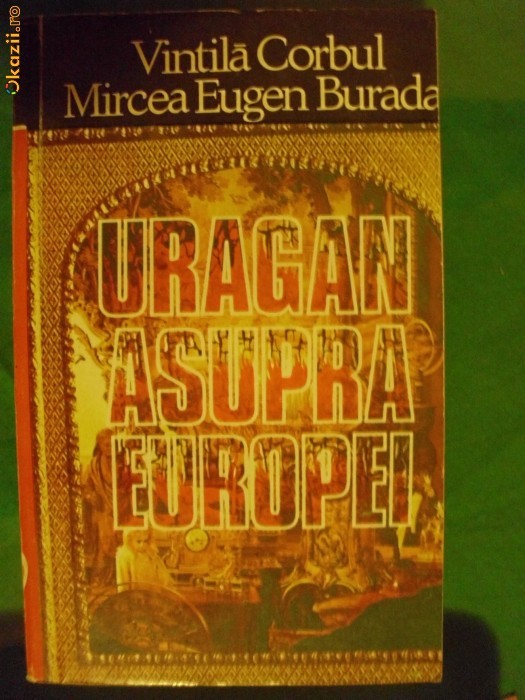 Okazii.ro
Vintilă Corbul
Mircea Eugen Burada
URAGAN
ASUPRA
EUROPEI